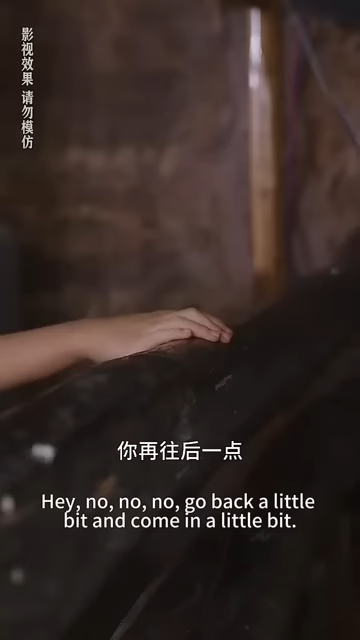 影视效果 请勿模仿
你再往后一点
Hey, no, no, no, go back a little
bit and come in a little bit.